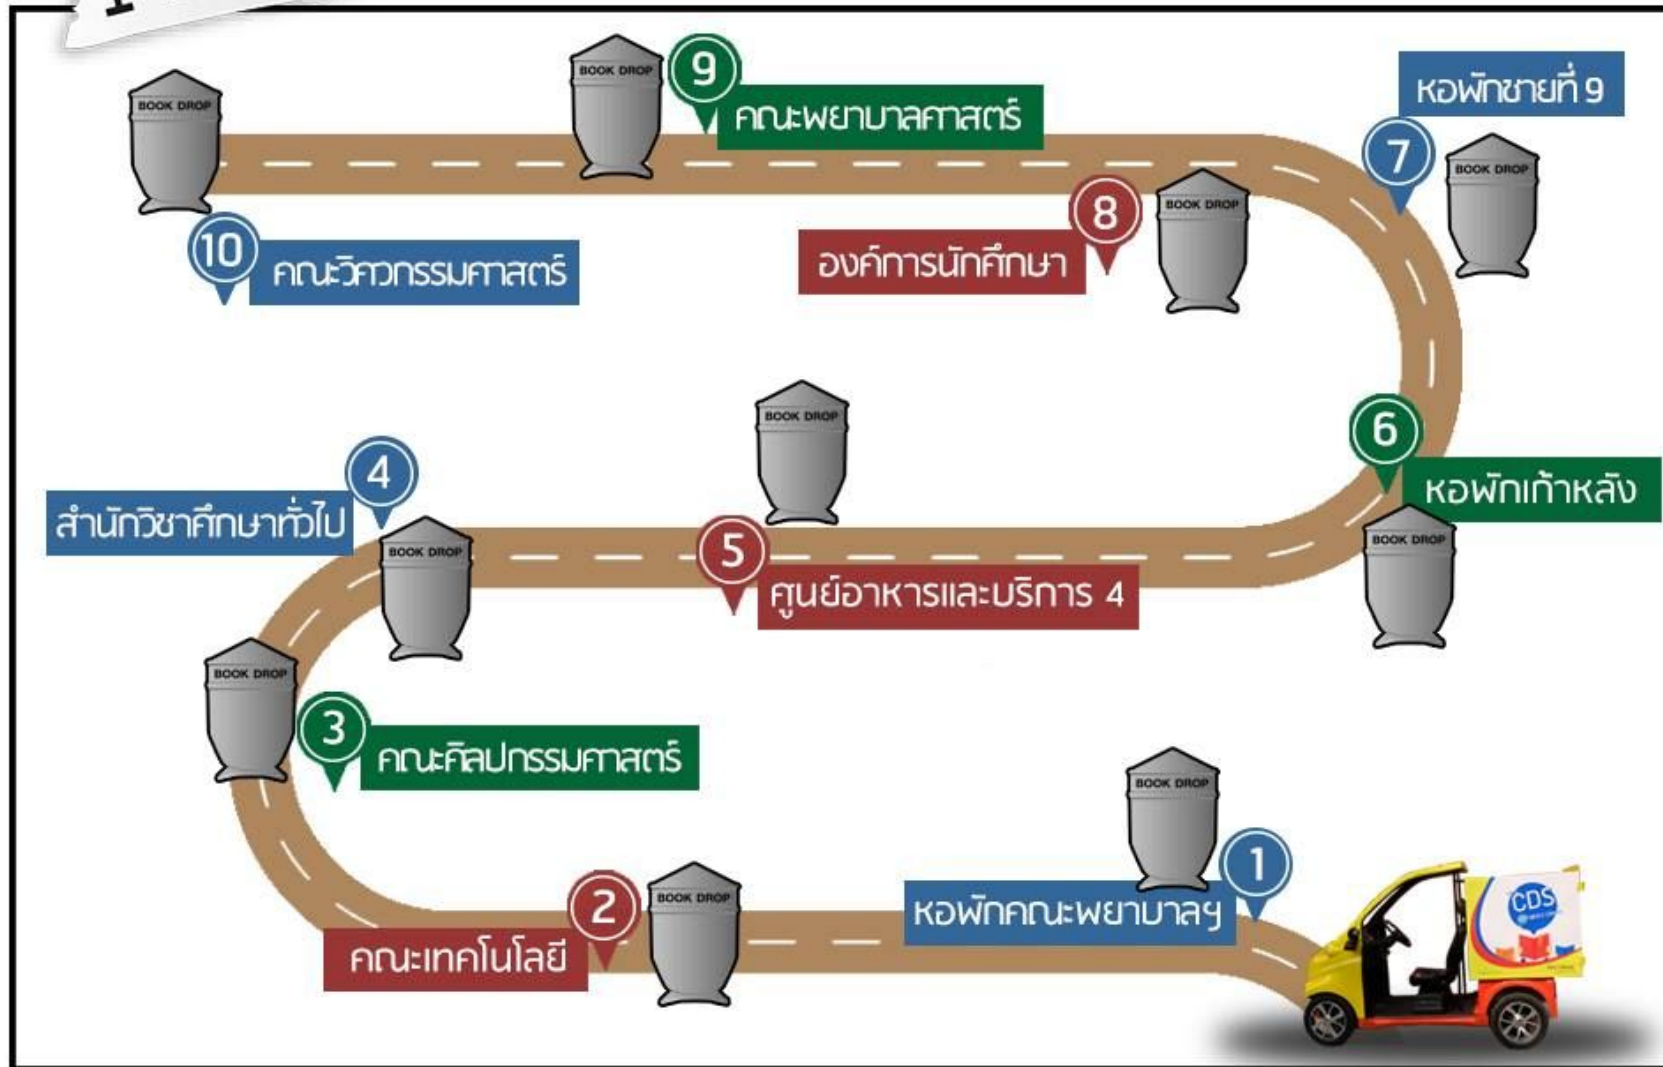 BOOK DROP
9
คณะพยาบาลศาสตร์
หอพักชายที่ 9
7
BOOK DROP
BOOK DROP
8
องค์การนักศึกษา
BOOK DROP
BOOK DROP
10
คณะวิศวกรรมศาสตร์
BOOK DROP
6
หอพักเก้าหลัง
BOOK DROP
4
สำนักวิชาศึกษาทั่วไป
BOOK DROP
5
ศูนย์อาหารและบริการ 4
BOOK DROP
3
คณะศิลปกรรมศาสตร์
BOOK DROP
1
หอพักคณะพยาบาลฯ
2
คณะเทคโนโลยี
BOOK DROP
CDS